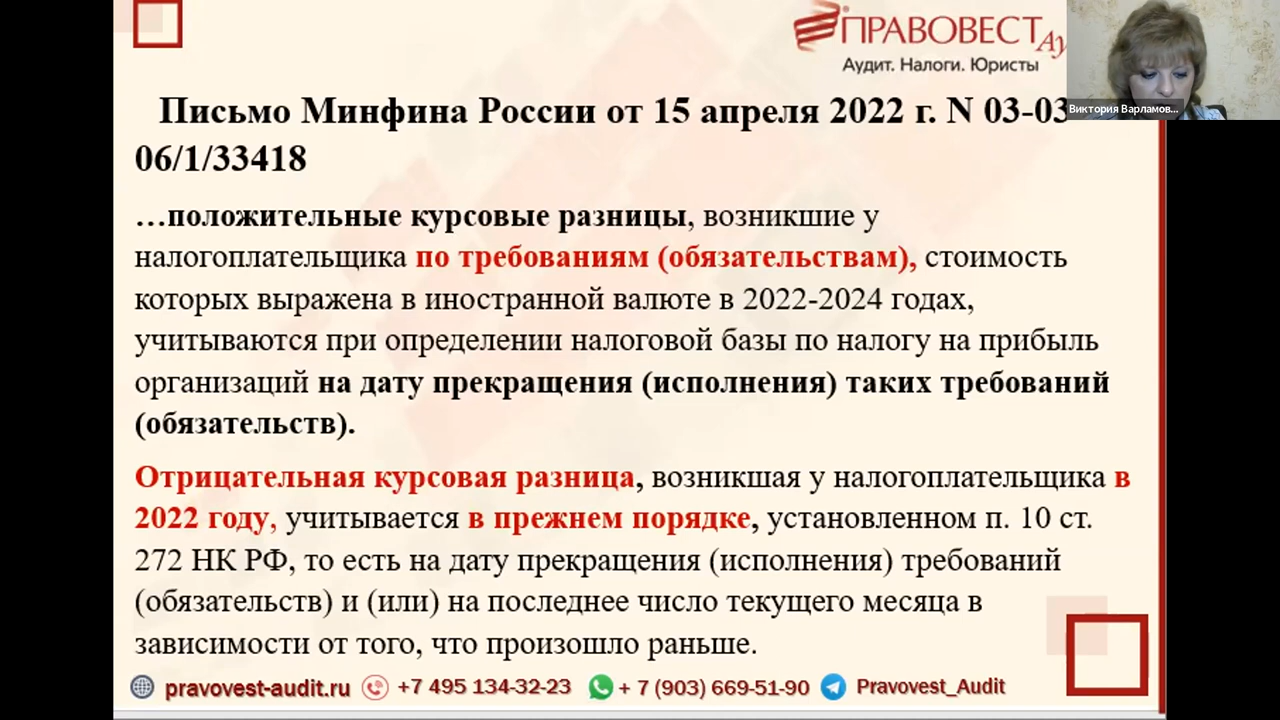 ПРАВОВЕСТ
Аудит. Налоги. Юристы
Виктория Варламов...
Письмо Минфина России от 15 апреля 2022 г. N 03-03
06/1/33418
…положительные курсовые разницы, возникшие у
налогоплательщика по требованиям (обязательствам), стоимость
которых выражена в иностранной валюте в 2022-2024 годах,
учитываются при определении налоговой базы по налогу на прибыль
организаций на дату прекращения (исполнения) таких требований
(обязательств).
Отрицательная курсовая разница, возникшая у налогоплательщика в
2022 году, учитывается в прежнем порядке, установленном п. 10 ст.
272 НК РФ, то есть на дату прекращения (исполнения) требований
(обязательств) и (или) на последнее число текущего месяца в
зависимости от того, что произошло раньше.
pravovest-audit.ru +7 495 134-32-23 + 7 (903) 669-51-90 Pravovest_Audit